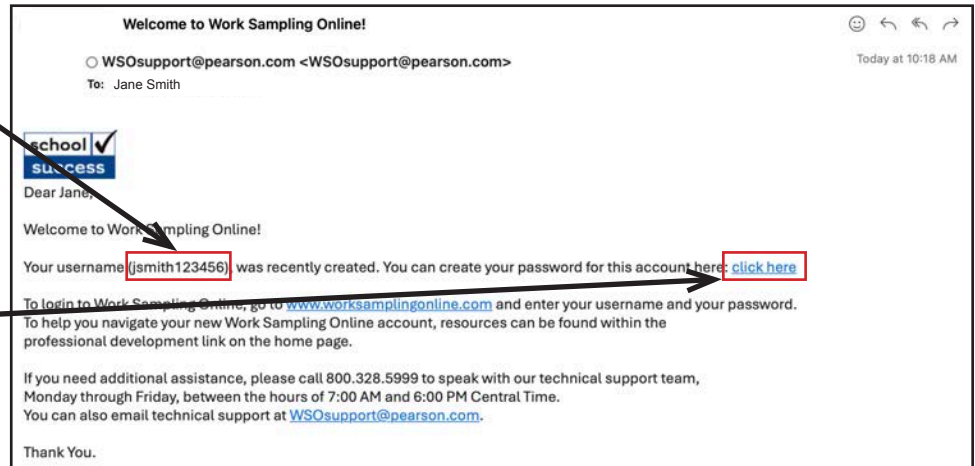 Welcome to Work Sampling Online!
WSOsupport@pearson.com <WSOsupport@pearson.com>
Today at 10:18 AM
To: Jane Smith
school
success
Dear Jane,
Welcome to Work Sampling Online!
Your username (jsmith123456), was recently created. You can create your password for this account here: click here
To login to Work Sampling Online, go to www.worksamplingonline.com and enter your username and your password.
To help you navigate your new Work Sampling Online account, resources can be found within the
professional development link on the home page.
If you need additional assistance, please call 800.328.5999 to speak with our technical support team,
Monday through Friday, between the hours of 7:00 AM and 6:00 PM Central Time.
You can also email technical support at WSOsupport@pearson.com.
Thank You.